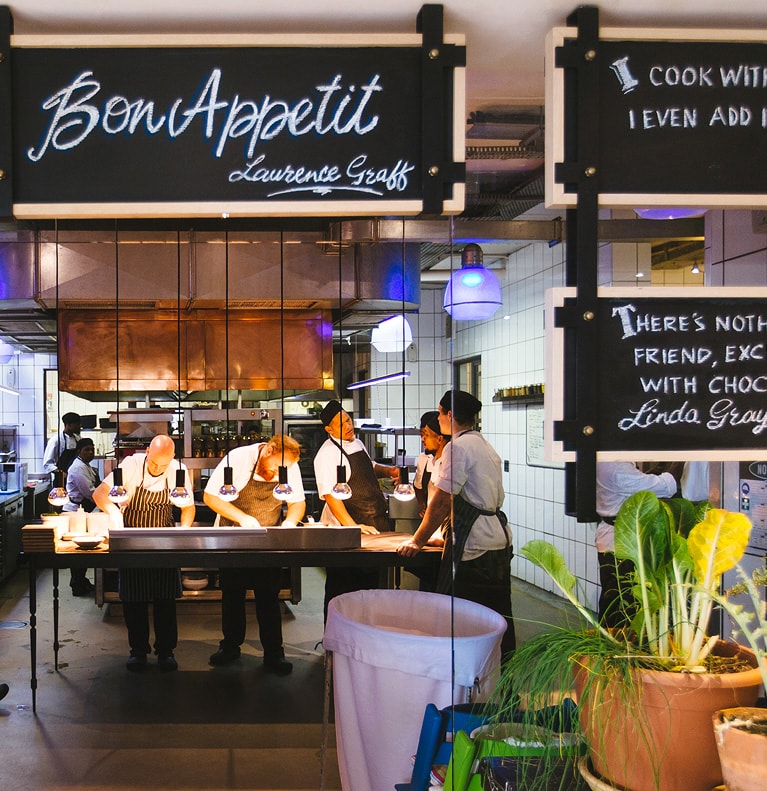 Bon Appetit
Laurence Graff
I COOK WITH
I EVEN ADD I
THERE'S NOTH
FRIEND, EXC
WITH CHOC
Linda Gray